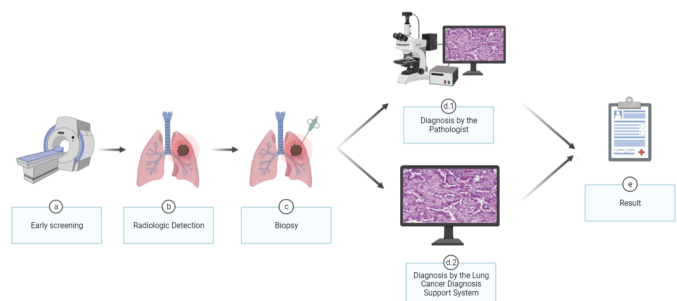 a
Early screening
b
Radiologic Detection
c
Biopsy
d.1
Diagnosis by the
Pathologist
d.2
Diagnosis by the Lung
Cancer Diagnosis
Support System
e
Result